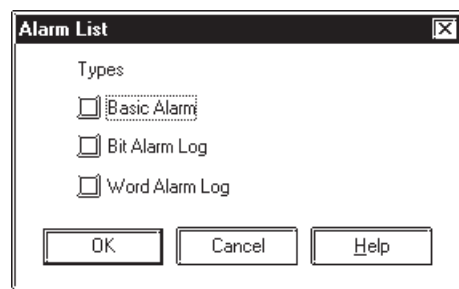 Alarm List
Types
Basic Alarm
Bit Alarm Log
Word Alarm Log
OK Cancel Help